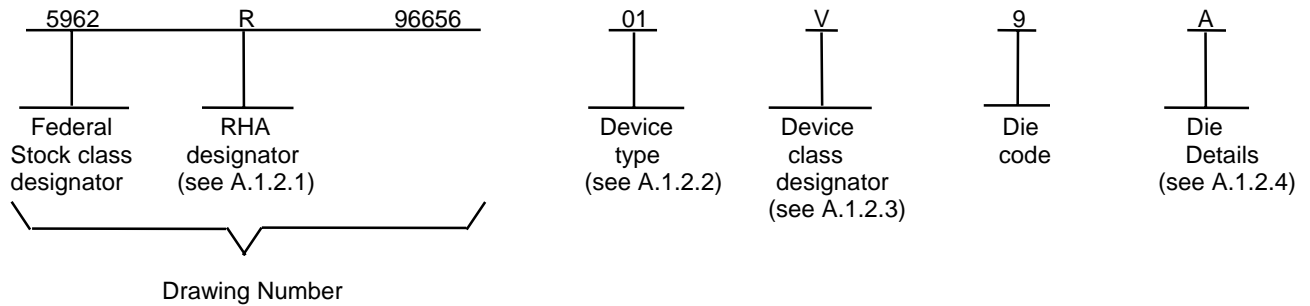 5962 R 96656 01 V 9 A
Federal Stock class designator
RHA designator (see A.1.2.1)
Device type (see A.1.2.2)
Device class designator (see A.1.2.3)
Die code
Die Details (see A.1.2.4)
Drawing Number